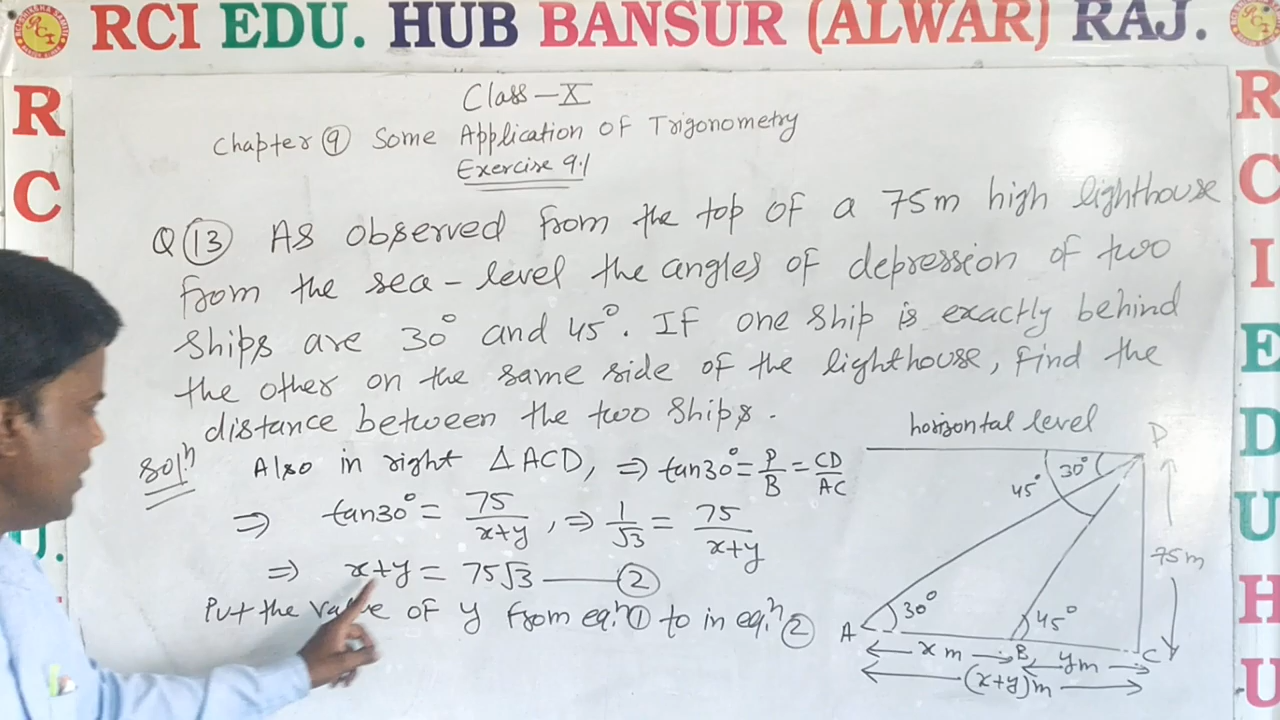 RCI EDU. HUB BANSUR (ALWAR) RAJ.
R
C
U.
R
C
I
E
D
U
H
U
Class – X
Chapter ⑨ Some Application of Trigonometry
Exercise 9.1
Q ⑬ As observed from the top of a 75m high lighthouse
from the sea-level the angles of depression of two
ships are 30° and 45°. If one ship is exactly behind
the other on the same side of the lighthouse, find the
distance between the two ships.
Solⁿ Also in right △ACD, ⇒ tan30° = P/B = CD/AC
⇒ tan30° = 75/x+y, ⇒ 1/√3 = 75/x+y
⇒ x+y = 75√3 —— ②
Put the value of y from eq.ⁿ ① to in eq.ⁿ ②
horizontal level
D
45° 30°
75m
A 30° 45°
x m B y m C
(x+y)m